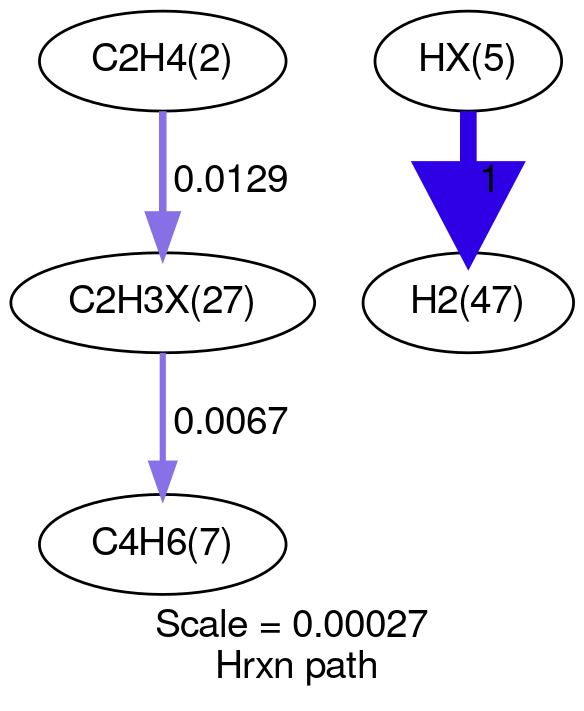 C2H4(2)
HX(5)
0.0129
1
C2H3X(27)
H2(47)
0.0067
C4H6(7)
Scale = 0.00027
Hrxn path